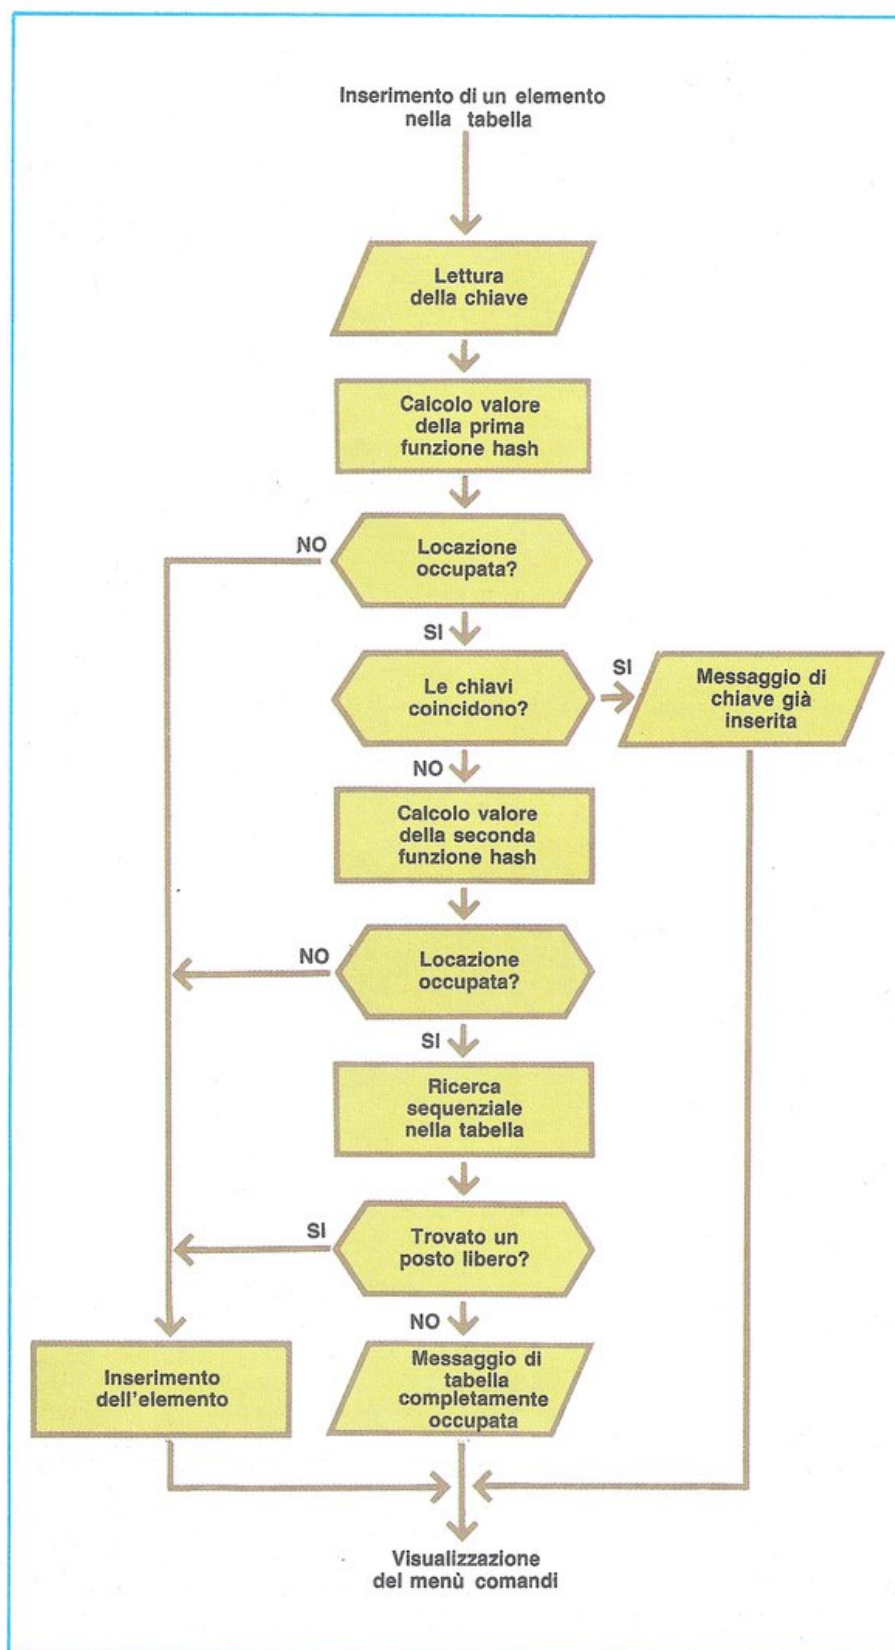 Inserimento di un elemento
nella tabella
Lettura
della chiave
Calcolo valore
della prima
funzione hash
NO
Locazione
occupata?
SI
Le chiavi
coincidono?
SI
Messaggio di
chiave già
inserita
NO
Calcolo valore
della seconda
funzione hash
NO
Locazione
occupata?
SI
Ricerca
sequenziale
nella tabella
SI
Trovato un
posto libero?
NO
Inserimento
dell'elemento
Messaggio di
tabella
completamente
occupata
Visualizzazione
del menù comandi